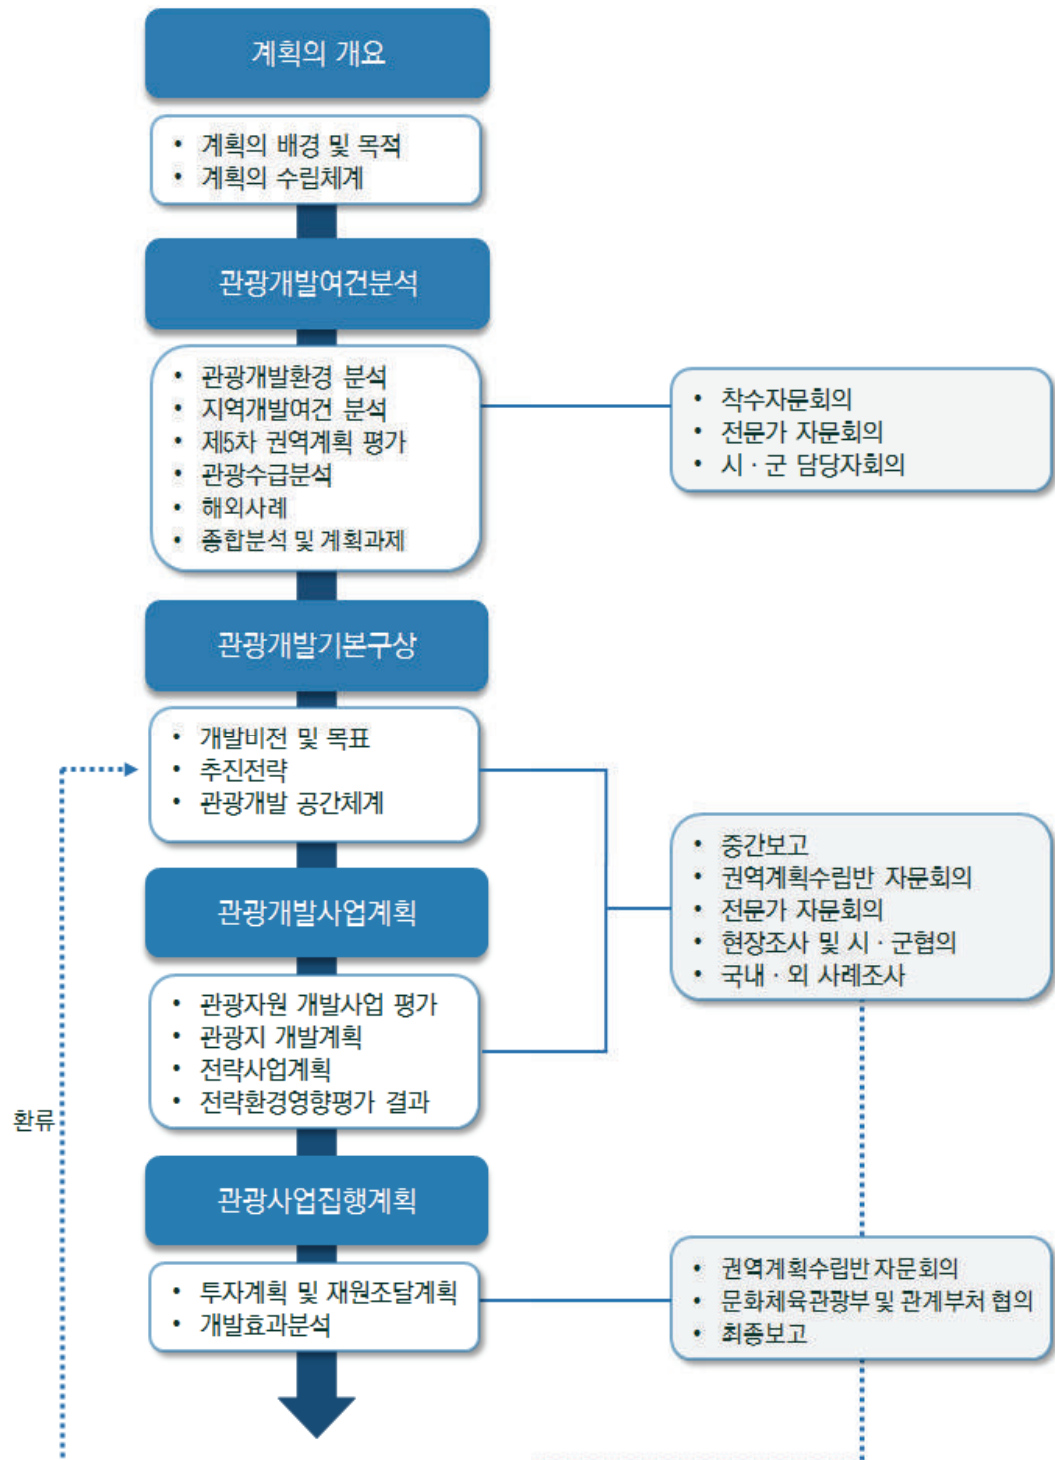 계획의 개요
• 계획의 배경 및 목적
• 계획의 수립체계
관광개발여건분석
• 관광개발환경 분석
• 지역개발여건 분석
• 제5차 권역계획 평가
• 관광수급분석
• 해외사례
• 종합분석 및 계획과제
• 착수자문회의
• 전문가 자문회의
• 시 · 군 담당자회의
관광개발기본구상
• 개발비전 및 목표
• 추진전략
• 관광개발 공간체계
• 중간보고
• 권역계획수립반 자문회의
• 전문가 자문회의
• 현장조사 및 시 · 군협의
• 국내 · 외 사례조사
관광개발사업계획
• 관광자원 개발사업 평가
• 관광지 개발계획
• 전략사업계획
• 전략환경영향평가 결과
환류
관광사업집행계획
• 투자계획 및 재원조달계획
• 개발효과분석
• 권역계획수립반 자문회의
• 문화체육관광부 및 관계부처 협의
• 최종보고